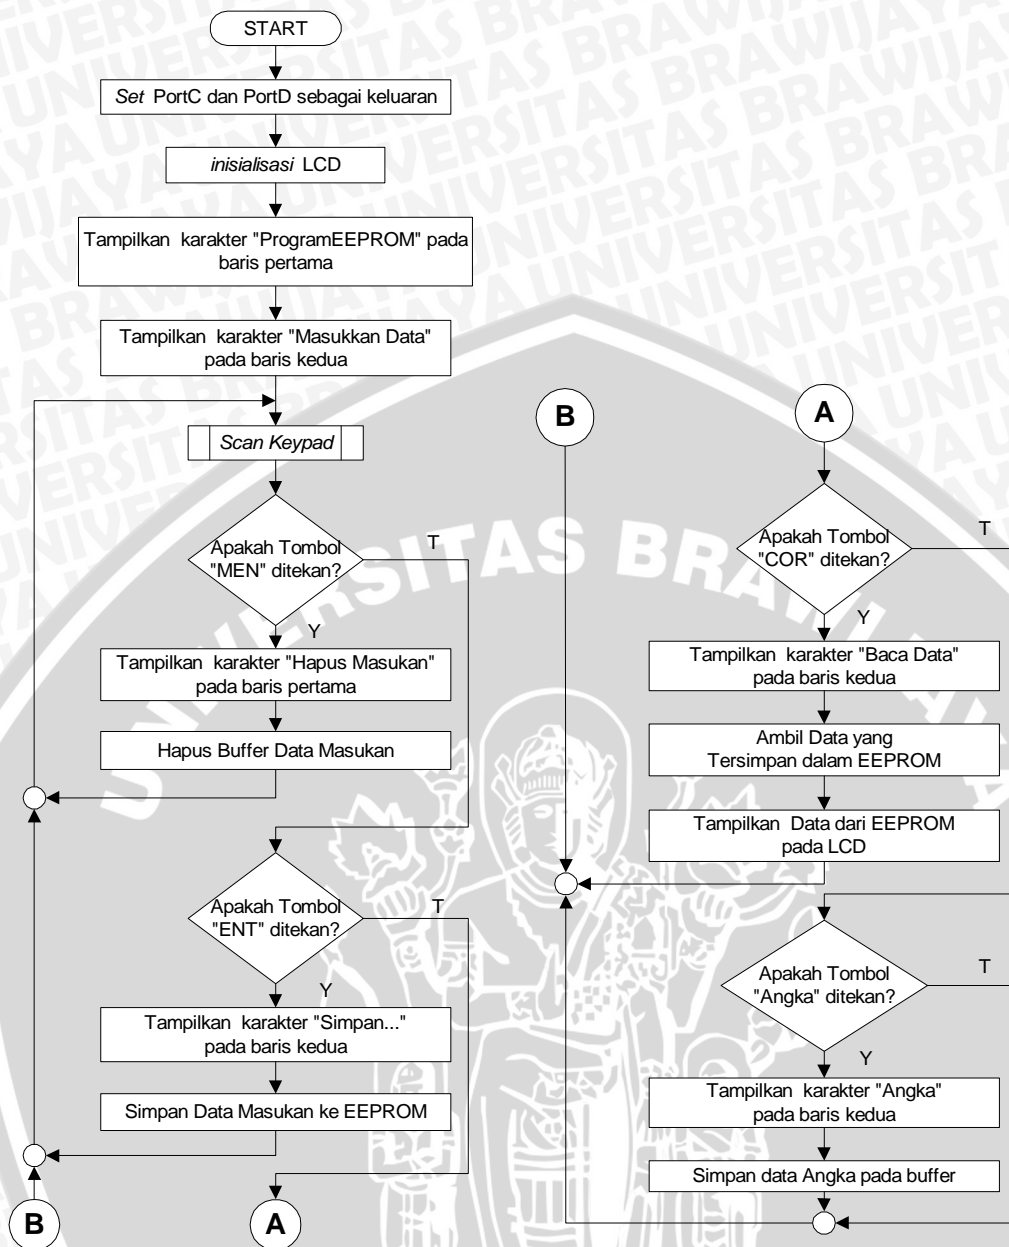 START
Set PortC dan PortD sebagai keluaran
inisialisasi LCD
Tampilkan karakter "ProgramEEPROM" pada
baris pertama
Tampilkan karakter "Masukkan Data"
pada baris kedua
Scan Keypad
Apakah Tombol
"MEN" ditekan?
T
Y
Tampilkan karakter "Hapus Masukan"
pada baris pertama
Hapus Buffer Data Masukan
Apakah Tombol
"ENT" ditekan?
T
Y
Tampilkan karakter "Simpan..."
pada baris kedua
Simpan Data Masukan ke EEPROM
B
A
B
A
Apakah Tombol
"COR" ditekan?
T
Y
Tampilkan karakter "Baca Data"
pada baris kedua
Ambil Data yang
Tersimpan dalam EEPROM
Tampilkan Data dari EEPROM
pada LCD
Apakah Tombol
"Angka" ditekan?
T
Y
Tampilkan karakter "Angka"
pada baris kedua
Simpan data Angka pada buffer
UNIVERSITAS BRAWIJAYA